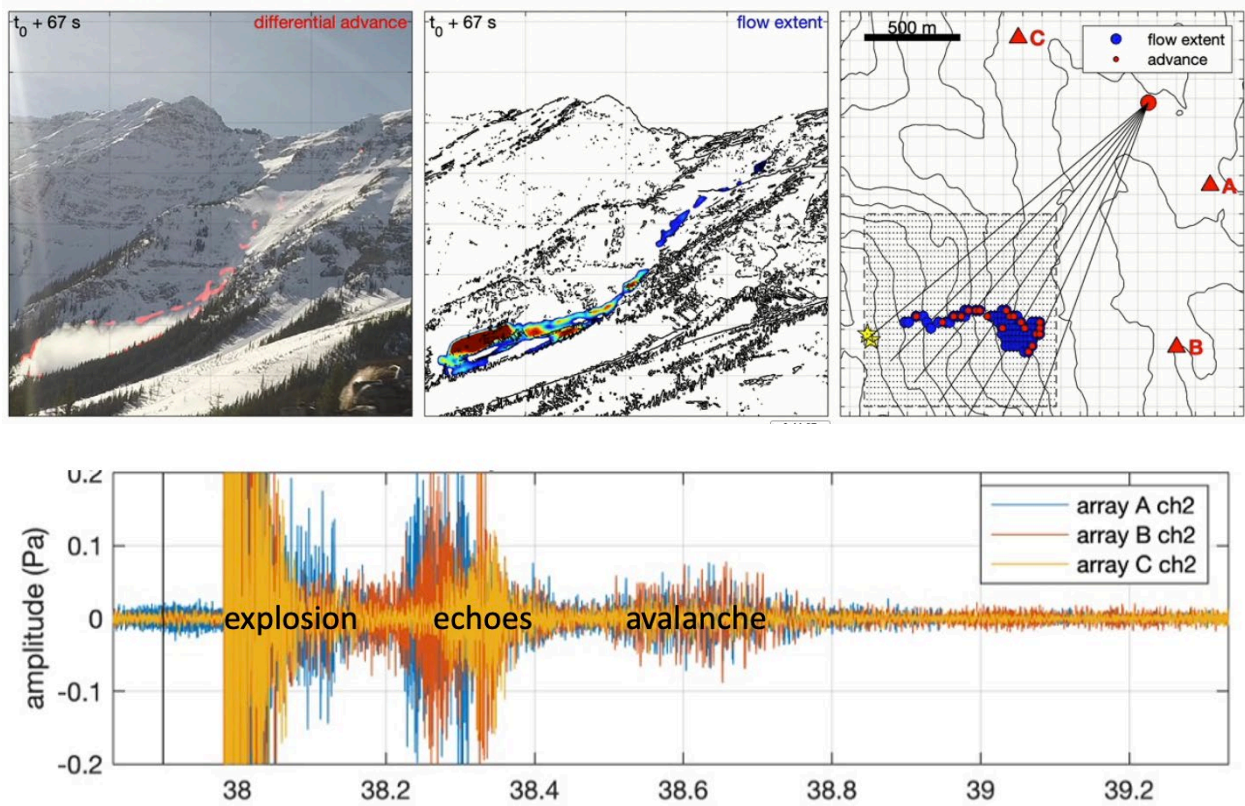 t0 + 67 s
differential advance
t0 + 67 s
flow extent
500 m
C
flow extent
advance
A
B
0.2
0.1
0
-0.1
-0.2
amplitude (Pa)
explosion
echoes
avalanche
array A ch2
array B ch2
array C ch2
38
38.2
38.4
38.6
38.8
39
39.2